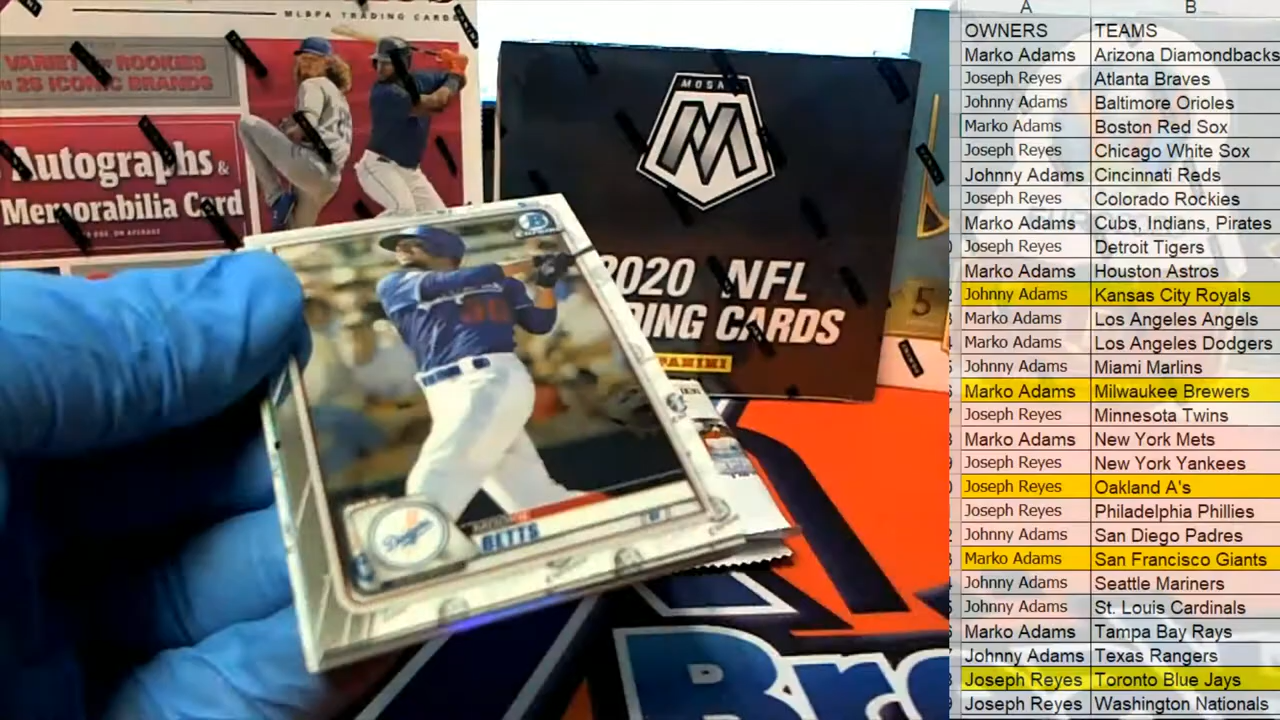 MLBPA TRADING CARDS
VARIETY OF ROOKIES
ICONIC BRANDS
Autographs &
Memorabilia Card
MOSA
M
2020 NFL
DING CARDS
PANINI
5
B
50
Dodgers
BETTS
Bre
A B
OWNERS TEAMS
Marko Adams Arizona Diamondbacks
Joseph Reyes Atlanta Braves
Johnny Adams Baltimore Orioles
Marko Adams Boston Red Sox
Joseph Reyes Chicago White Sox
Johnny Adams Cincinnati Reds
Joseph Reyes Colorado Rockies
Marko Adams Cubs, Indians, Pirates
Joseph Reyes Detroit Tigers
Marko Adams Houston Astros
Johnny Adams Kansas City Royals
Marko Adams Los Angeles Angels
Marko Adams Los Angeles Dodgers
Johnny Adams Miami Marlins
Marko Adams Milwaukee Brewers
Joseph Reyes Minnesota Twins
Marko Adams New York Mets
Joseph Reyes New York Yankees
Joseph Reyes Oakland A's
Joseph Reyes Philadelphia Phillies
Johnny Adams San Diego Padres
Marko Adams San Francisco Giants
Johnny Adams Seattle Mariners
Johnny Adams St. Louis Cardinals
Marko Adams Tampa Bay Rays
Johnny Adams Texas Rangers
Joseph Reyes Toronto Blue Jays
Joseph Reyes Washington Nationals